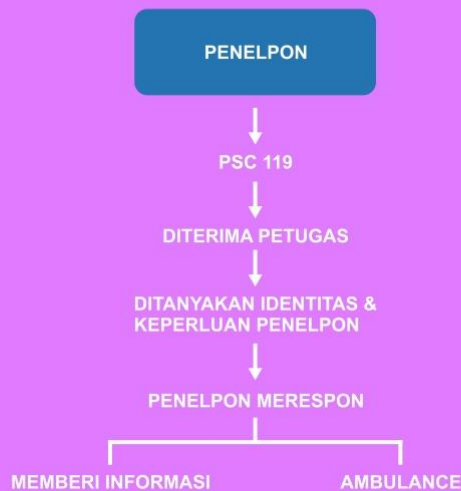 PENELPON
PSC 119
DITERIMA PETUGAS
DITANYAKAN IDENTITAS &
KEPERLUAN PENELPON
PENELPON MERESPON
MEMBERI INFORMASI
AMBULANCE